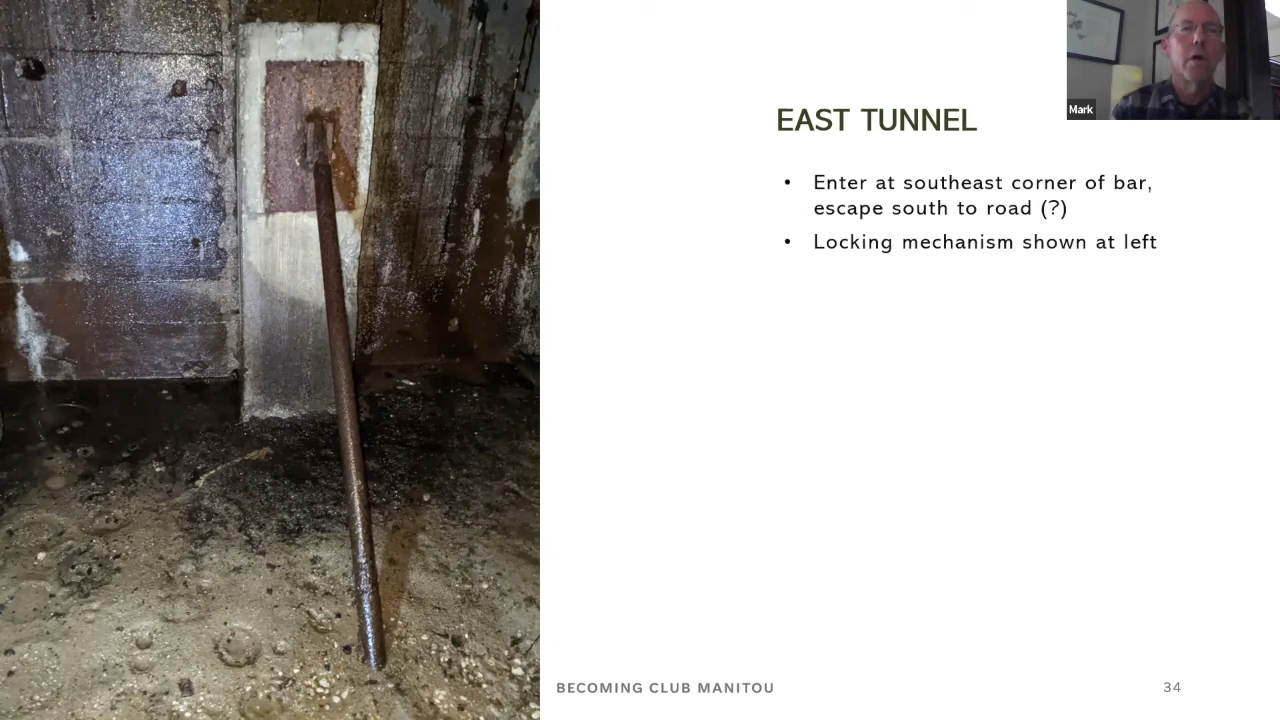 Mark
EAST TUNNEL
• Enter at southeast corner of bar,
escape south to road (?)
• Locking mechanism shown at left
BECOMING CLUB MANITOU
34